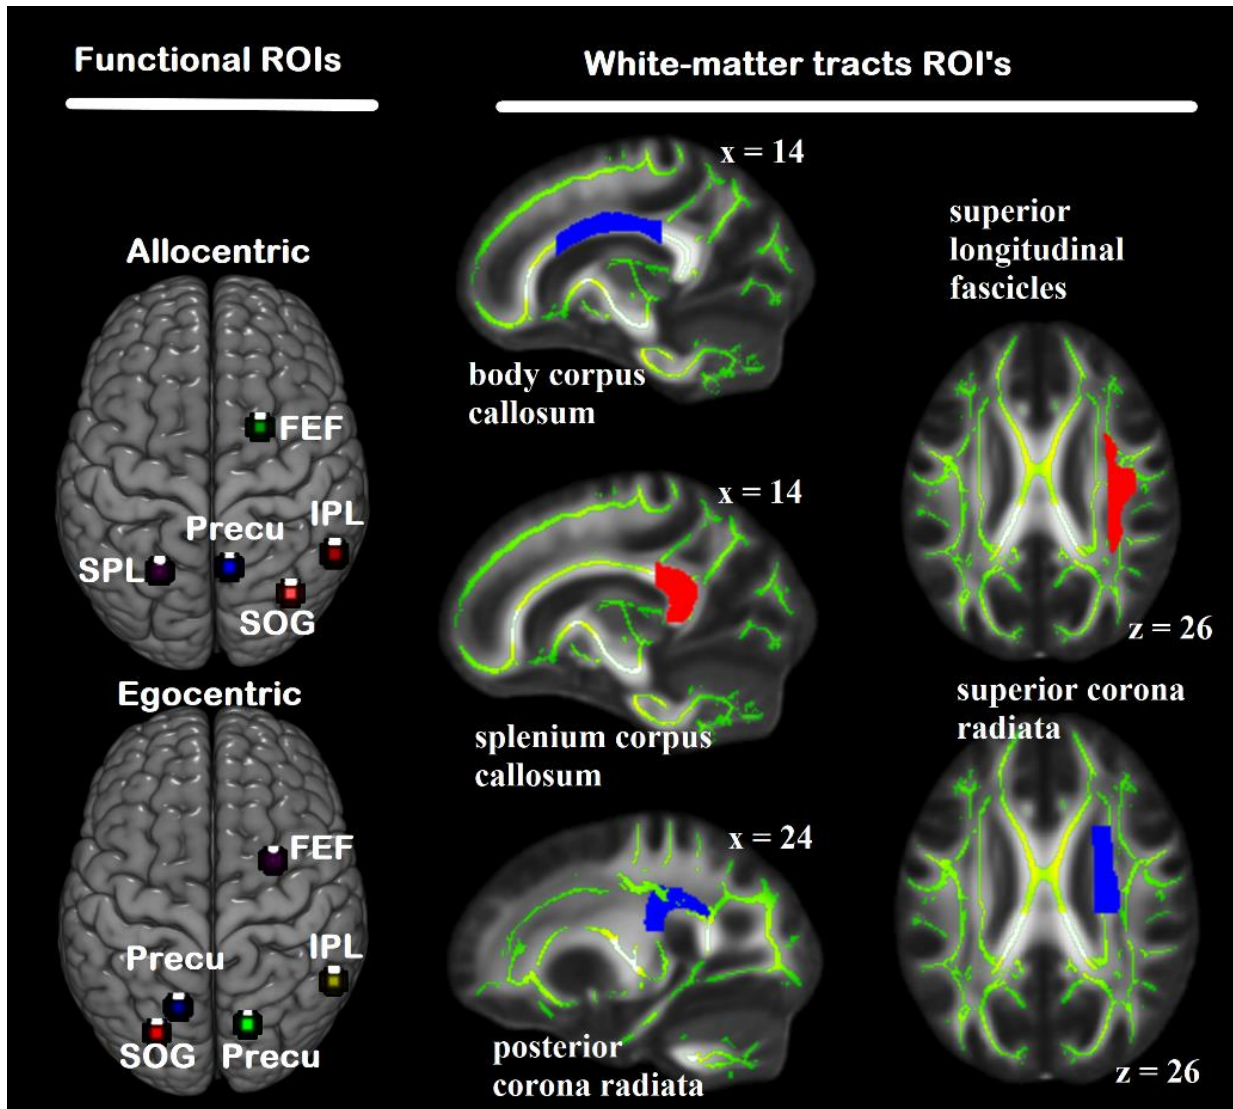 Functional ROIs
White-matter tracts ROI's
Allocentric
FEF
IPL
Precu
SPL
SOG
Egocentric
FEF
IPL
Precu
SOG
Precu
x = 14
body corpus
callosum
x = 14
splenium corpus
callosum
x = 24
posterior
corona radiata
superior
longitudinal
fascicles
z = 26
superior corona
radiata
z = 26